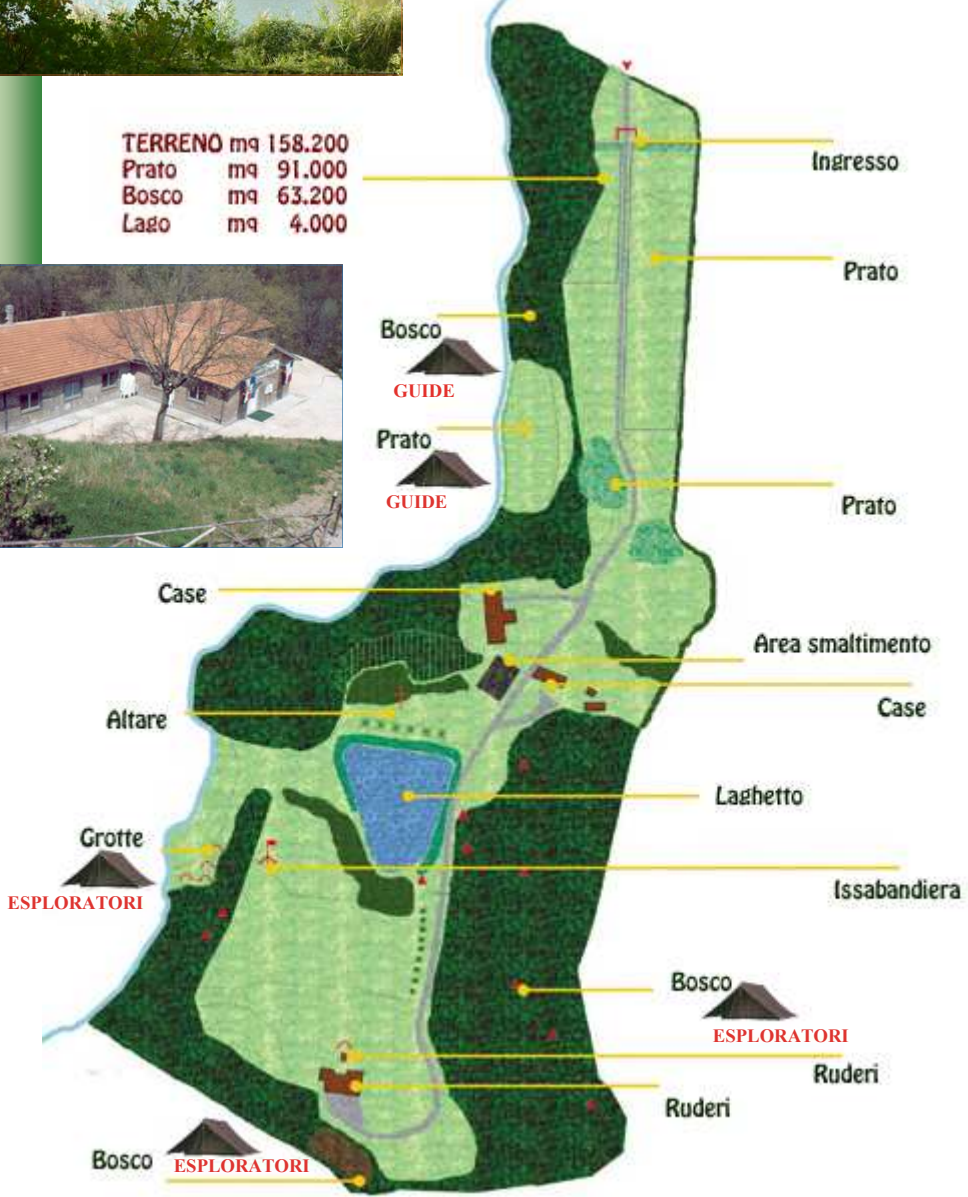 TERRENO mq 158.200
Prato mq 91.000
Bosco mq 63.200
Lago mq 4.000
Ingresso
Prato
Bosco
GUIDE
Prato
GUIDE
Prato
Case
Area smaltimento
Case
Altare
Laghetto
Grotte
ESPLORATORI
Issabandiera
Bosco
ESPLORATORI
Ruderi
Ruderi
Bosco
ESPLORATORI